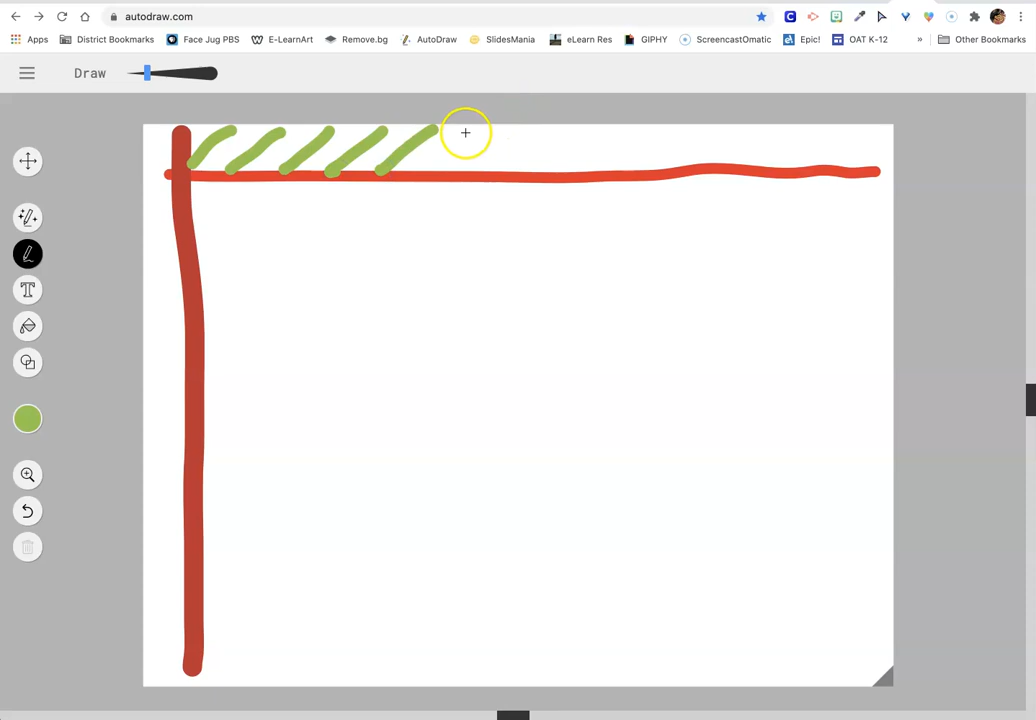 autodraw.com
Apps District Bookmarks Face Jug PBS E-LearnArt Remove.bg AutoDraw SlidesMania eLearn Res GIPHY ScreencastOmatic Epic! OAT K-12 » Other Bookmarks
Draw